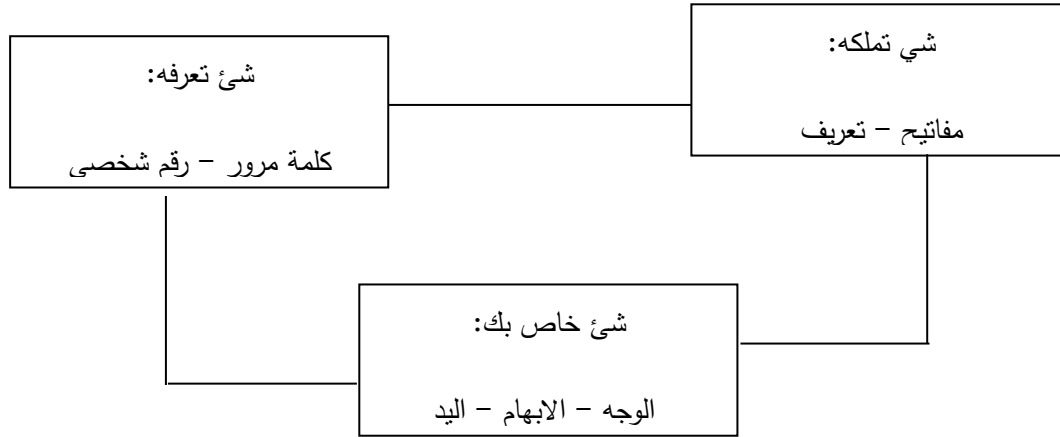 شي تملكه:
مفاتيح – تعريف
شئ تعرفه:
كلمة مرور – رقم شخصى
شئ خاص بك:
الوجه – الابهام – اليد